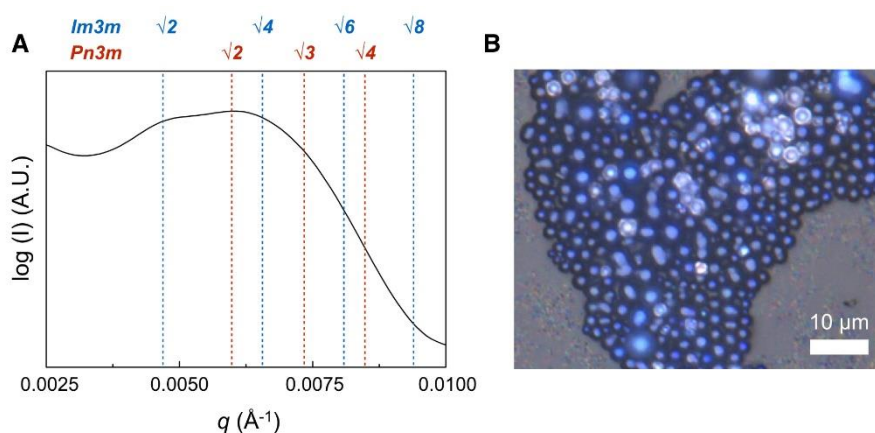 A
Im3m √2 √4 √6 √8
Pn3m √2 √3 √4
log (I) (A.U.)
0.0025 0.0050 0.0075 0.0100
q (Å⁻¹)
B
10 µm